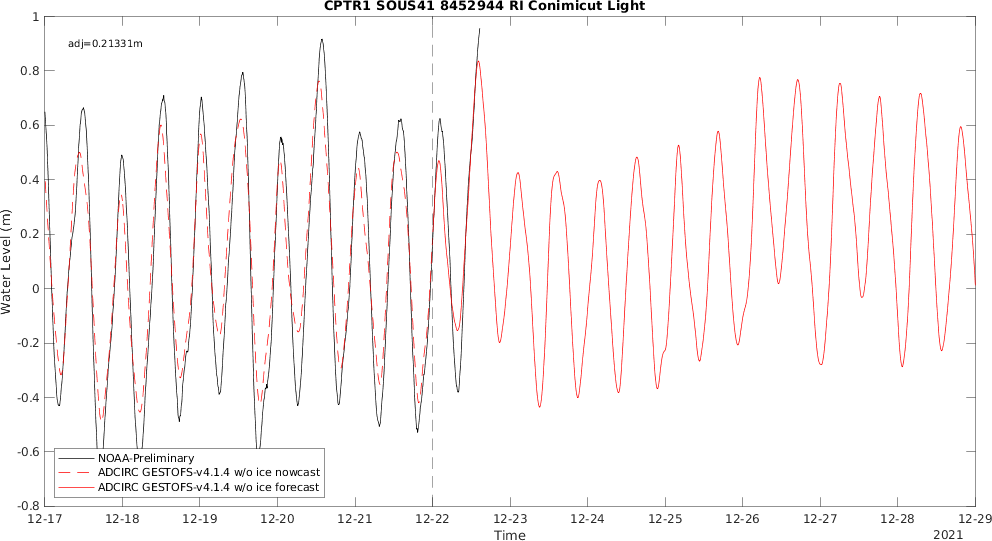 CPTR1 SOUS41 8452944 RI Conimicut Light
adj=0.21331m
Water Level (m)
1
0.8
0.6
0.4
0.2
0
-0.2
-0.4
-0.6
-0.8
NOAA-Preliminary
ADCIRC GESTOFS-v4.1.4 w/o ice nowcast
ADCIRC GESTOFS-v4.1.4 w/o ice forecast
12-17 12-18 12-19 12-20 12-21 12-22 12-23 12-24 12-25 12-26 12-27 12-28 12-29
Time
2021